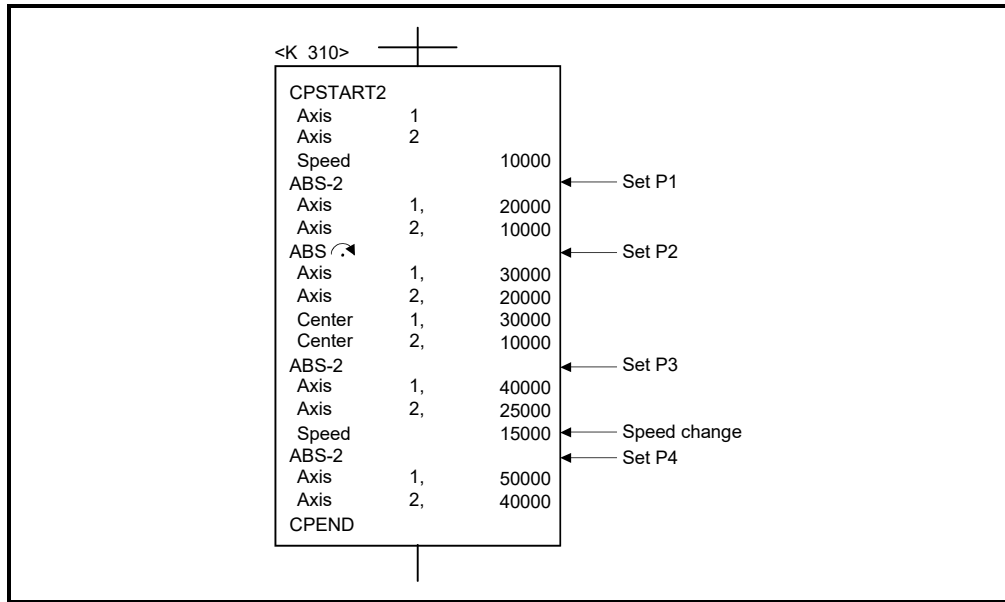 <K 310>
CPSTART2
Axis 1
Axis 2
Speed 10000
ABS-2 Set P1
Axis 1, 20000
Axis 2, 10000
ABS Set P2
Axis 1, 30000
Axis 2, 20000
Center 1, 30000
Center 2, 10000
ABS-2 Set P3
Axis 1, 40000
Axis 2, 25000
Speed 15000 Speed change
ABS-2 Set P4
Axis 1, 50000
Axis 2, 40000
CPEND